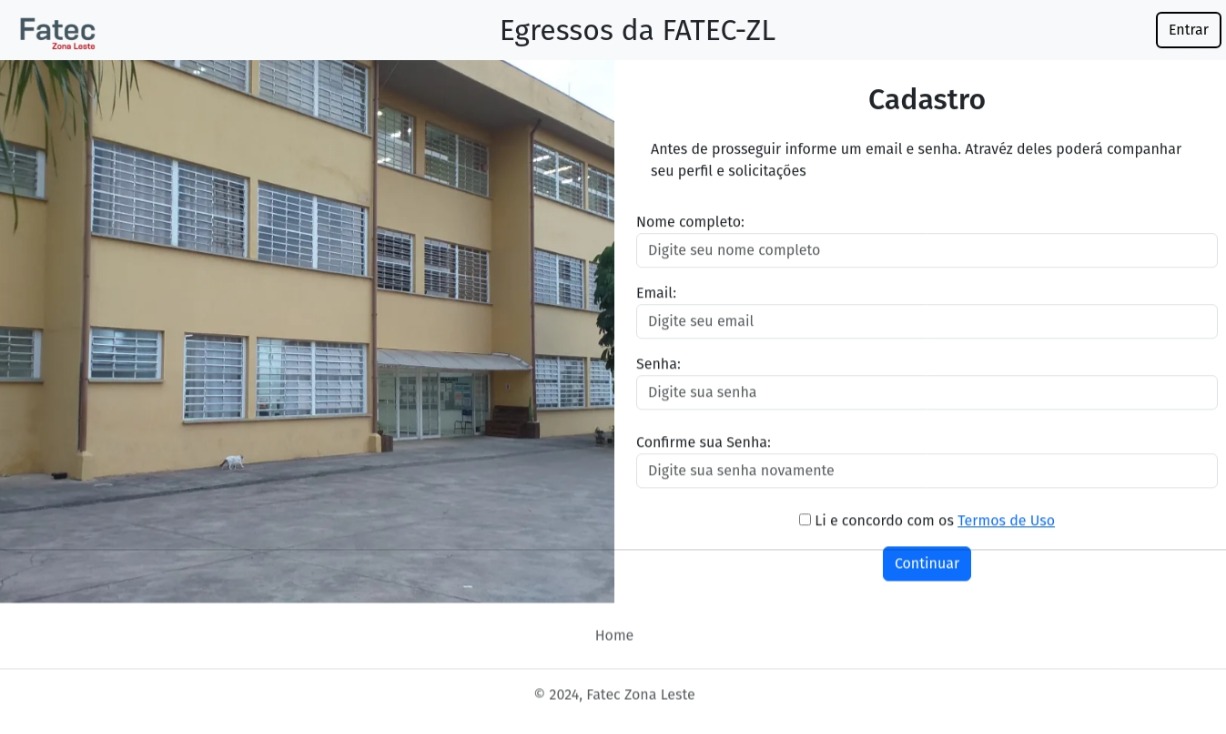 Fatec
Zona Leste
Egressos da FATEC-ZL
Entrar
Cadastro
Antes de prosseguir informe um email e senha. Atravéz deles poderá companhar
seu perfil e solicitações
Nome completo:
Digite seu nome completo
Email:
Digite seu email
Senha:
Digite sua senha
Confirme sua Senha:
Digite sua senha novamente
Li e concordo com os Termos de Uso
Continuar
Home
© 2024, Fatec Zona Leste